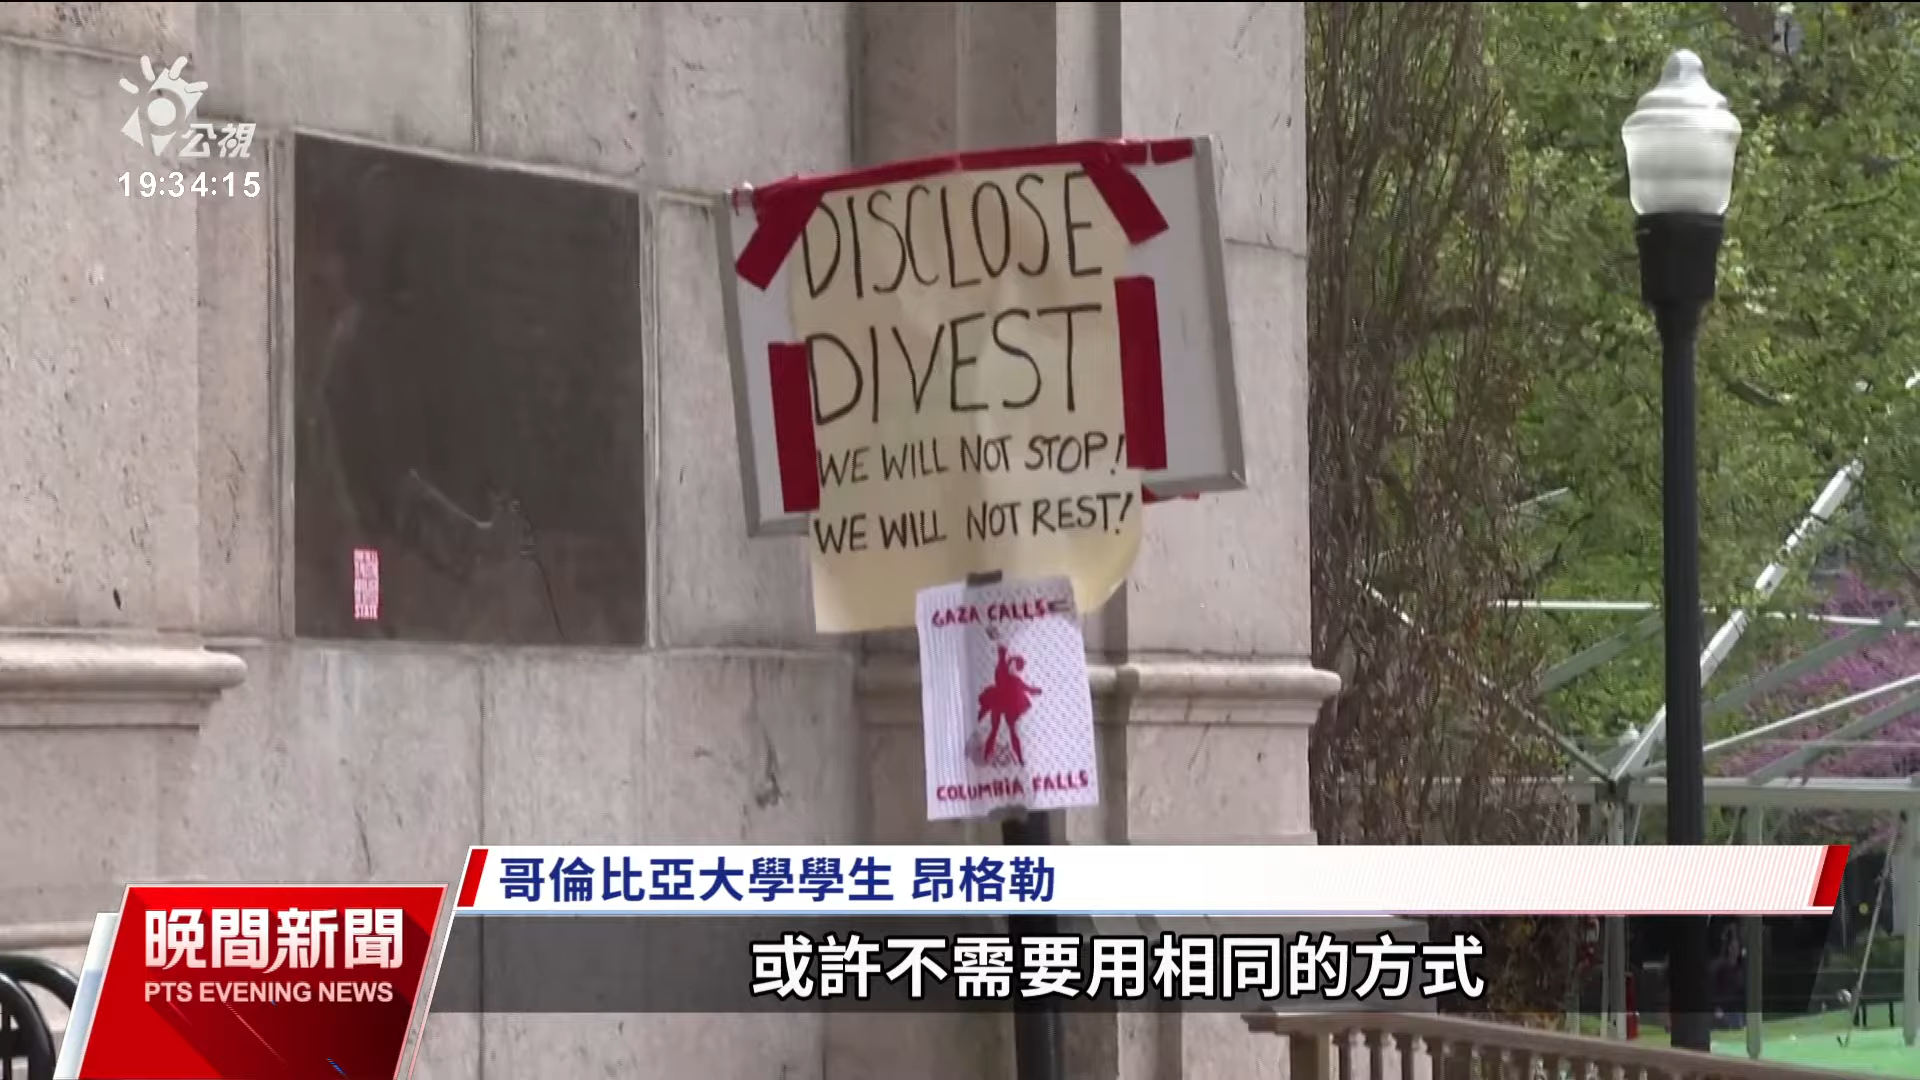 公視
19:34:15
DISCLOSE
DIVEST
WE WILL NOT STOP!
WE WILL NOT REST!
GAZA CALLS
COLUMBIA FALLS
STATE
哥倫比亞大學學生 昂格勒
或許不需要用相同的方式
晚間新聞
PTS EVENING NEWS